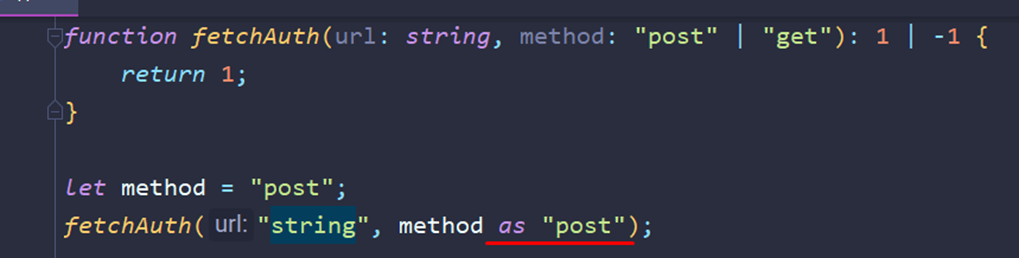 function fetchAuth(url: string, method: "post" | "get"): 1 | -1 {
    return 1;
}
let method = "post";
fetchAuth( url: "string", method as "post");